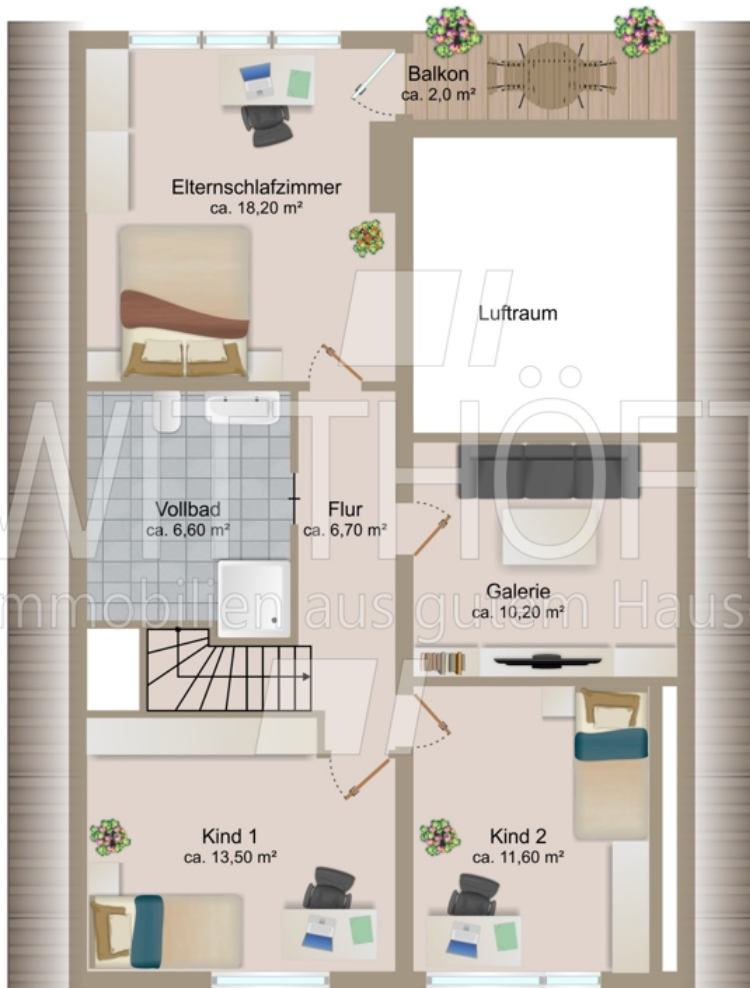 Balkon
ca. 2,0 m²
Elternschlafzimmer
ca. 18,20 m²
Luftraum
WITTHÖFT
Vollbad
ca. 6,60 m²
Flur
ca. 6,70 m²
Galerie
ca. 10,20 m²
mmobilien aus gutem Haus
Kind 1
ca. 13,50 m²
Kind 2
ca. 11,60 m²